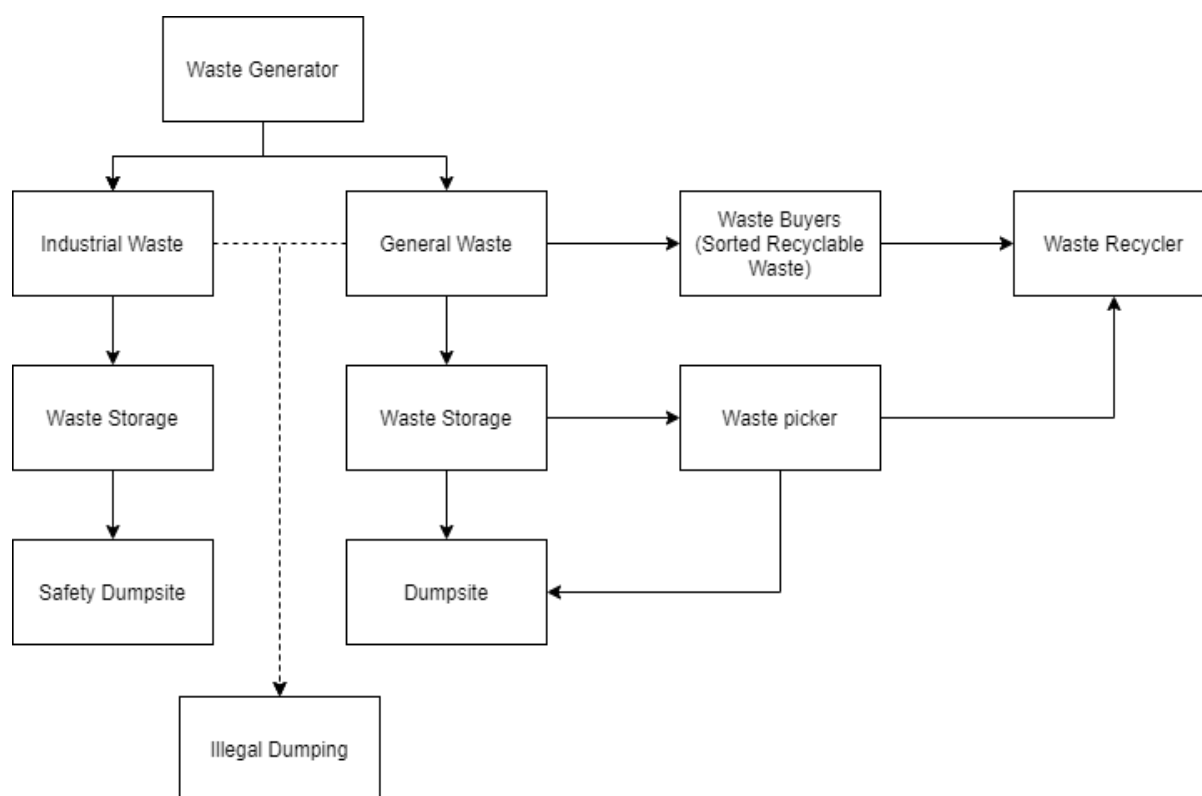 Waste Generator
Industrial Waste
General Waste
Waste Buyers
(Sorted Recyclable
Waste)
Waste Recycler
Waste Storage
Waste Storage
Waste picker
Safety Dumpsite
Dumpsite
Illegal Dumping